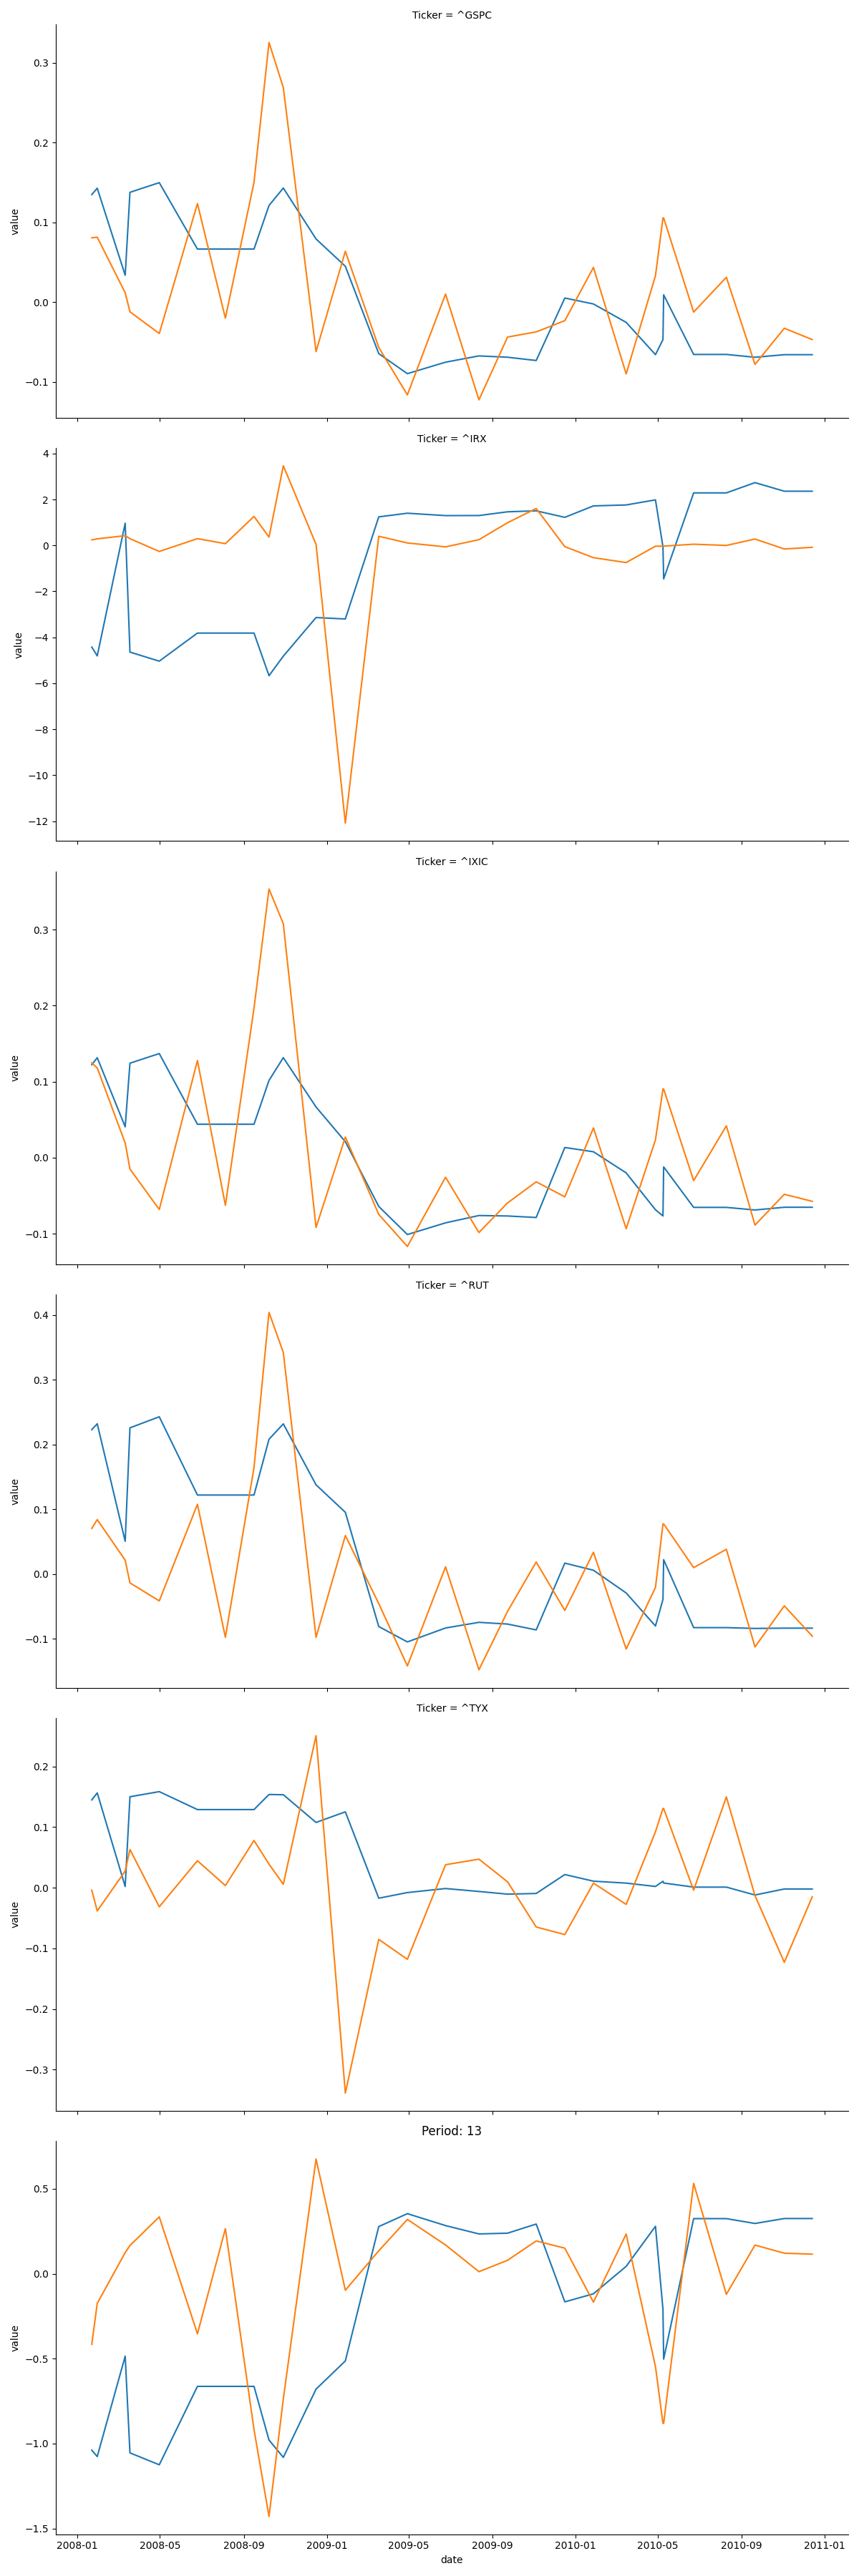 Ticker = ^GSPC
0.3
0.2
0.1
0.0
−0.1
value
Ticker = ^IRX
4
2
0
−2
−4
−6
−8
−10
−12
value
Ticker = ^IXIC
0.3
0.2
0.1
0.0
−0.1
value
Ticker = ^RUT
0.4
0.3
0.2
0.1
0.0
−0.1
value
Ticker = ^TYX
0.2
0.1
0.0
−0.1
−0.2
−0.3
value
Period: 13
0.5
0.0
−0.5
−1.0
−1.5
value
2008-01 2008-05 2008-09 2009-01 2009-05 2009-09 2010-01 2010-05 2010-09 2011-01
date